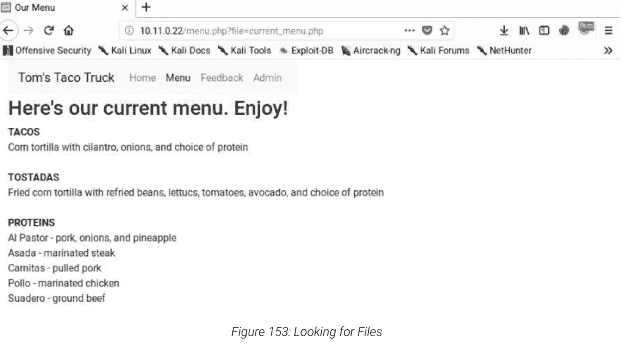 Our Menu
10.11.0.22/menu.php?file=current_menu.php
Offensive Security Kali Linux Kali Docs Kali Tools Exploit-DB Aircrack-ng Kali Forums NetHunter
Tom's Taco Truck Home Menu Feedback Admin
Here's our current menu. Enjoy!
TACOS
Corn tortilla with cilantro, onions, and choice of protein
TOSTADAS
Fried corn tortilla with refried beans, lettucs, tomatoes, avocado, and choice of protein
PROTEINS
Al Pastor - pork, onions, and pineapple
Asada - marinated steak
Carnitas - pulled pork
Pollo - marinated chicken
Suadero - ground beef
Figure 153: Looking for Files